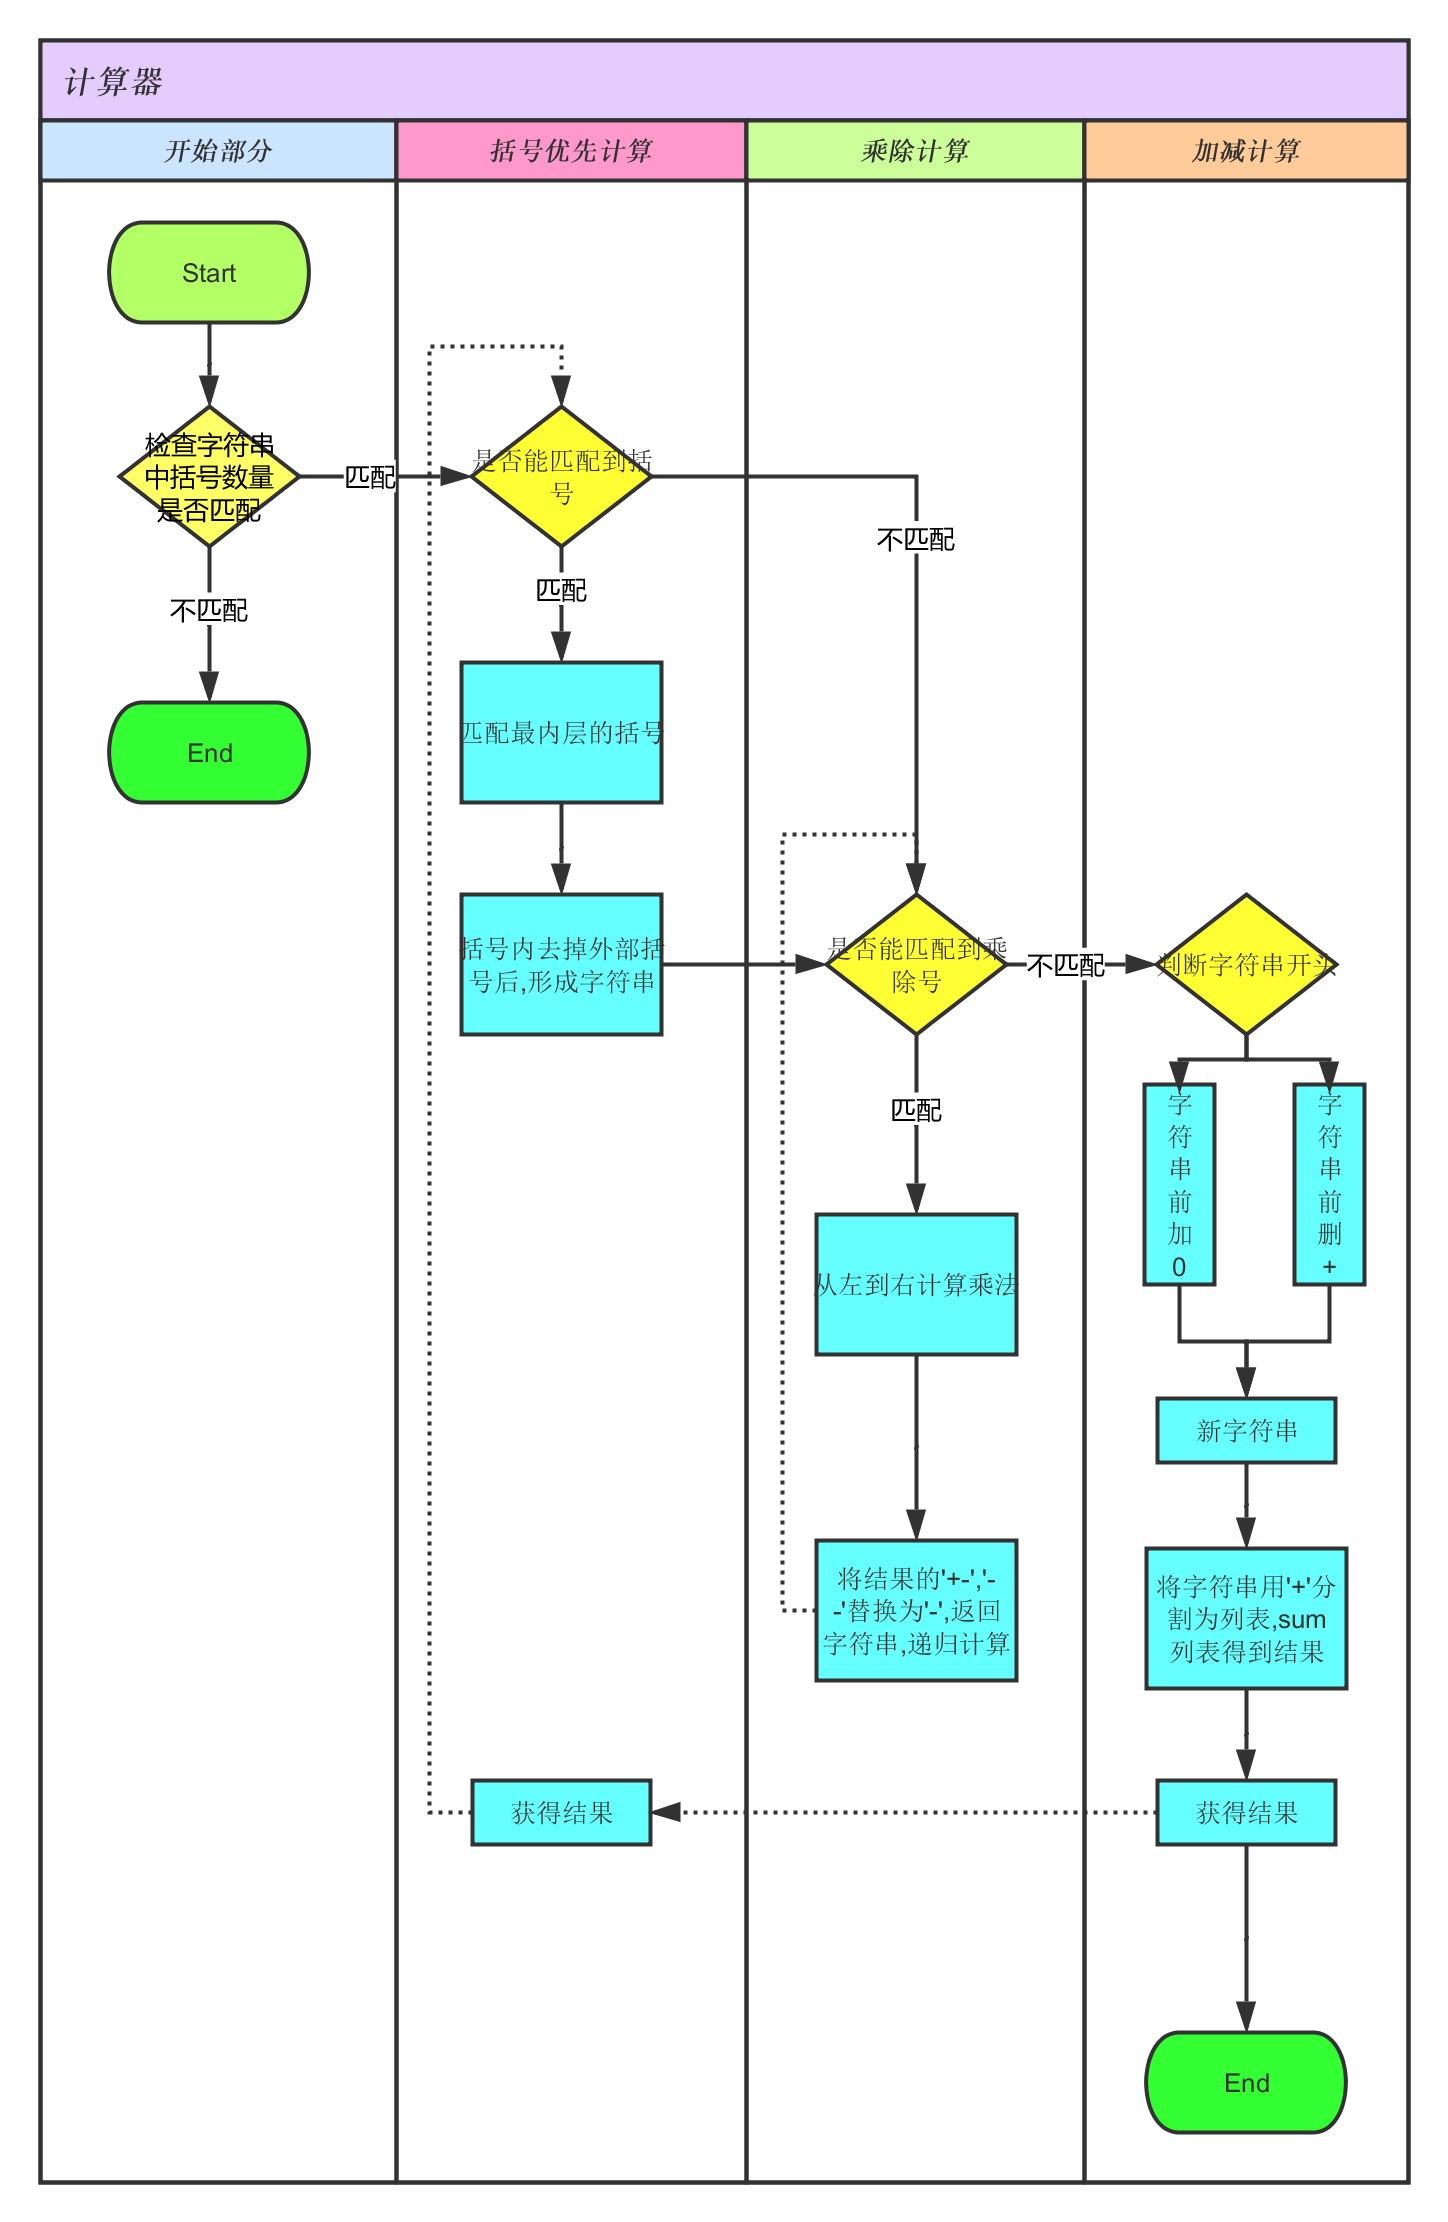 计算器
开始部分
括号优先计算
乘除计算
加减计算
Start
检查字符串
中括号数量
是否匹配
匹配
不匹配
End
是否能匹配到括
号
匹配
不匹配
匹配最内层的括号
括号内去掉外部括
号后,形成字符串
获得结果
是否能匹配到乘
除号
不匹配
匹配
从左到右计算乘法
将结果的'+-','-
-'替换为'-',返回
字符串,递归计算
判断字符串开头
字
符
串
前
加
0
字
符
串
前
删
+
新字符串
将字符串用'+'分
割为列表,sum
列表得到结果
获得结果
End